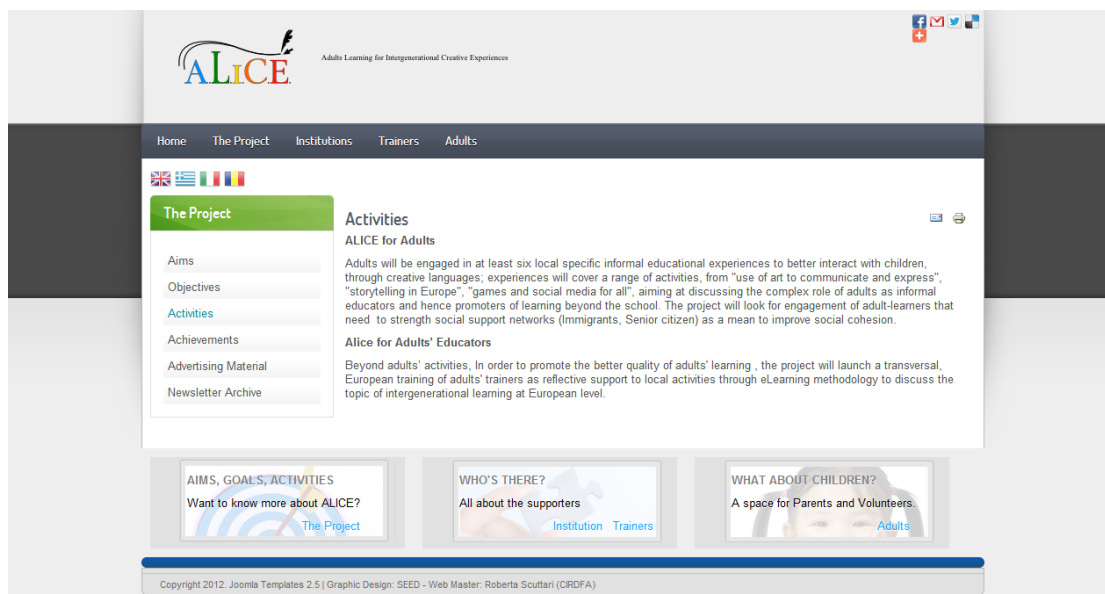 ALICE.
Adults Learning for Intergenerational Creative Experiences
Home The Project Institutions Trainers Adults
The Project
Aims
Objectives
Activities
Achievements
Advertising Material
Newsletter Archive
Activities
ALICE for Adults
Adults will be engaged in at least six local specific informal educational experiences to better interact with children,
through creative languages; experiences will cover a range of activities, from "use of art to communicate and express",
"storytelling in Europe", "games and social media for all", aiming at discussing the complex role of adults as informal
educators and hence promoters of learning beyond the school. The project will look for engagement of adult-learners that
need to strength social support networks (Immigrants, Senior citizen) as a mean to improve social cohesion.
Alice for Adults' Educators
Beyond adults' activities, In order to promote the better quality of adults' learning , the project will launch a transversal,
European training of adults' trainers as reflective support to local activities through eLearning methodology to discuss the
topic of intergenerational learning at European level.
AIMS, GOALS, ACTIVITIES
Want to know more about ALICE?
The Project
WHO'S THERE?
All about the supporters
Institution Trainers
WHAT ABOUT CHILDREN?
A space for Parents and Volunteers.
Adults
Copyright 2012. Joomla Templates 2.5 | Graphic Design: SEED - Web Master: Roberta Scuttari (CIRDFA)